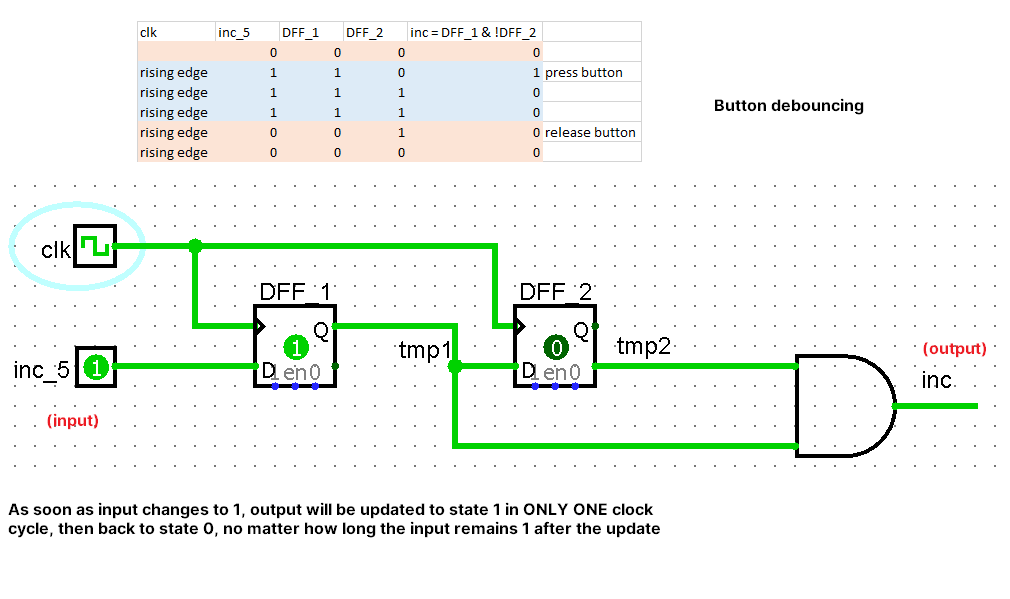 clk inc_5 DFF_1 DFF_2 inc = DFF_1 & !DFF_2
0 0 0 0
rising edge 1 1 0 1 press button
rising edge 1 1 1 0
rising edge 1 1 1 0
rising edge 0 0 1 0 release button
rising edge 0 0 0 0
Button debouncing
clk
DFF_1
DFF_2
Q
Q
1
0
tmp1
tmp2
(output)
inc_5
1
D
1 en 0
D
1 en 0
inc
(input)
As soon as input changes to 1, output will be updated to state 1 in ONLY ONE clock
cycle, then back to state 0, no matter how long the input remains 1 after the update